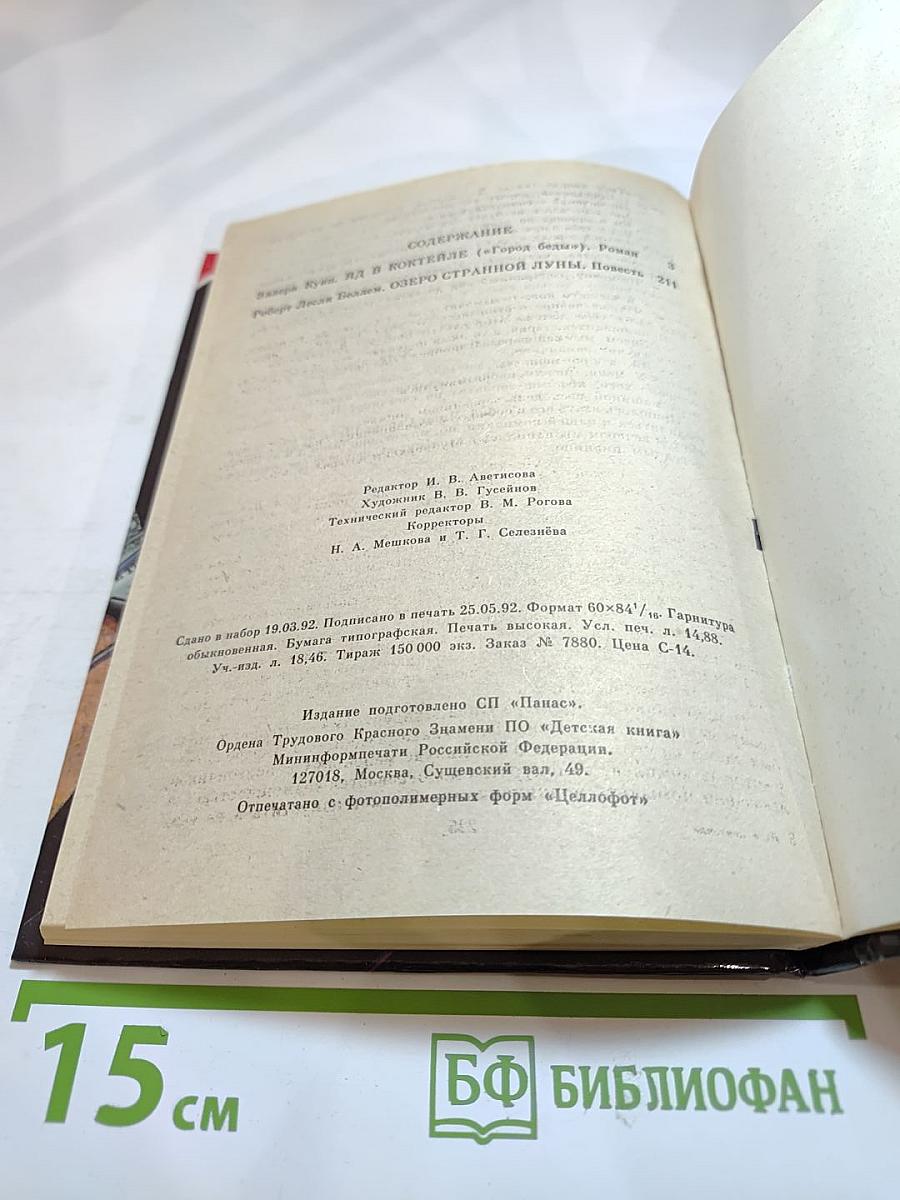 СОДЕРЖАНИЕ
Эллери Куин. ЯД В КОКТЕЙЛЕ («Город беды»). Роман 3
Роберт Лесли Беллем. ОЗЕРО СТРАННОЙ ЛУНЫ. Повесть 211
Редактор И. В. Аветисова
Художник В. В. Гусейнов
Технический редактор В. М. Рогова
Корректоры
Н. А. Мешкова и Т. Г. Селезнёва
Сдано в набор 19.03.92. Подписано в печать 25.05.92. Формат 60×84¹/₁₆. Гарнитура
обыкновенная. Бумага типографская. Печать высокая. Усл. печ. л. 14,88.
Уч.-изд. л. 18,46. Тираж 150 000 экз. Заказ № 7880. Цена С-14.
Издание подготовлено СП «Панас».
Ордена Трудового Красного Знамени ПО «Детская книга»
Мининформпечати Российской Федерации.
127018, Москва, Сущевский вал, 49.
Отпечатано с фотополимерных форм «Целлофот»
15 см
БФ БИБЛИОФАН